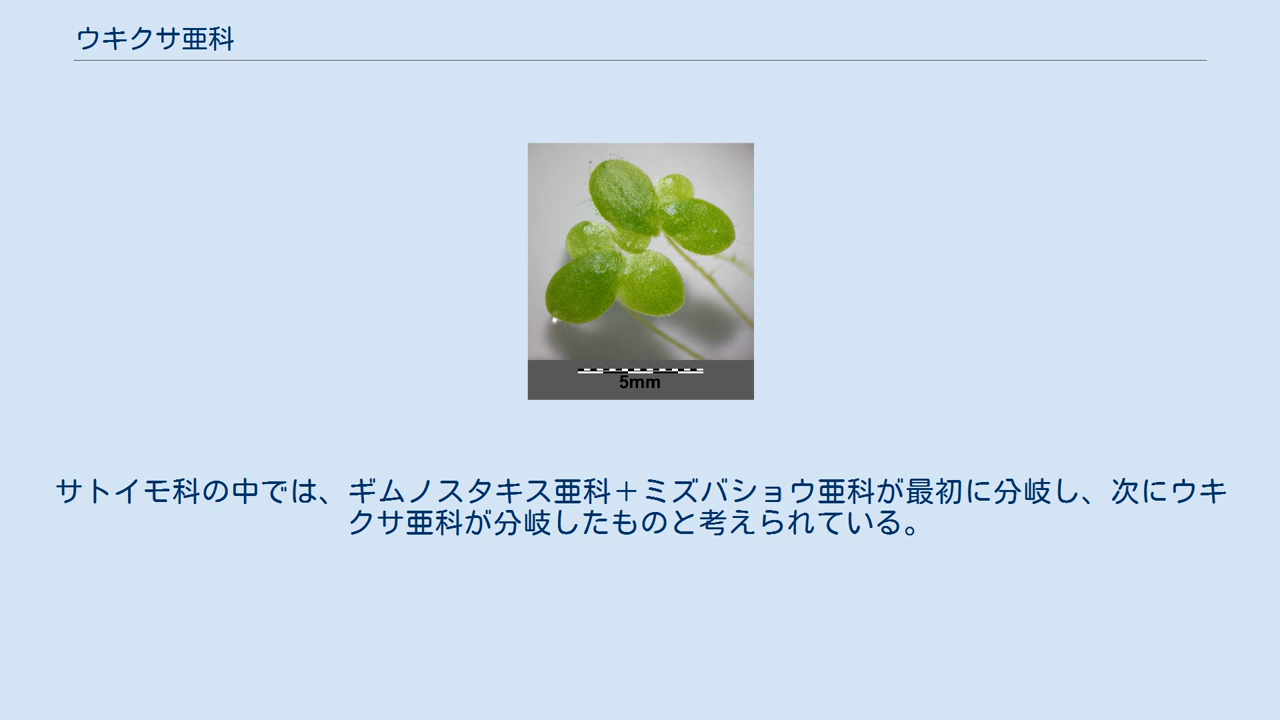 ウキクサ亜科
5mm
サトイモ科の中では、ギムノスタキス亜科＋ミズバショウ亜科が最初に分岐し、次にウキ
クサ亜科が分岐したものと考えられている。